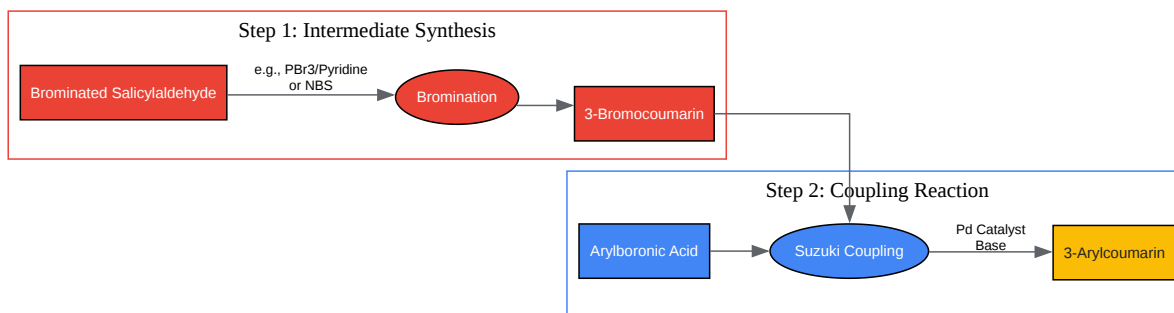 Step 1: Intermediate Synthesis
Brominated Salicylaldehyde
e.g., PBr3/Pyridine
or NBS
Bromination
3-Bromocoumarin
Step 2: Coupling Reaction
Arylboronic Acid
Suzuki Coupling
Pd Catalyst
Base
3-Arylcoumarin